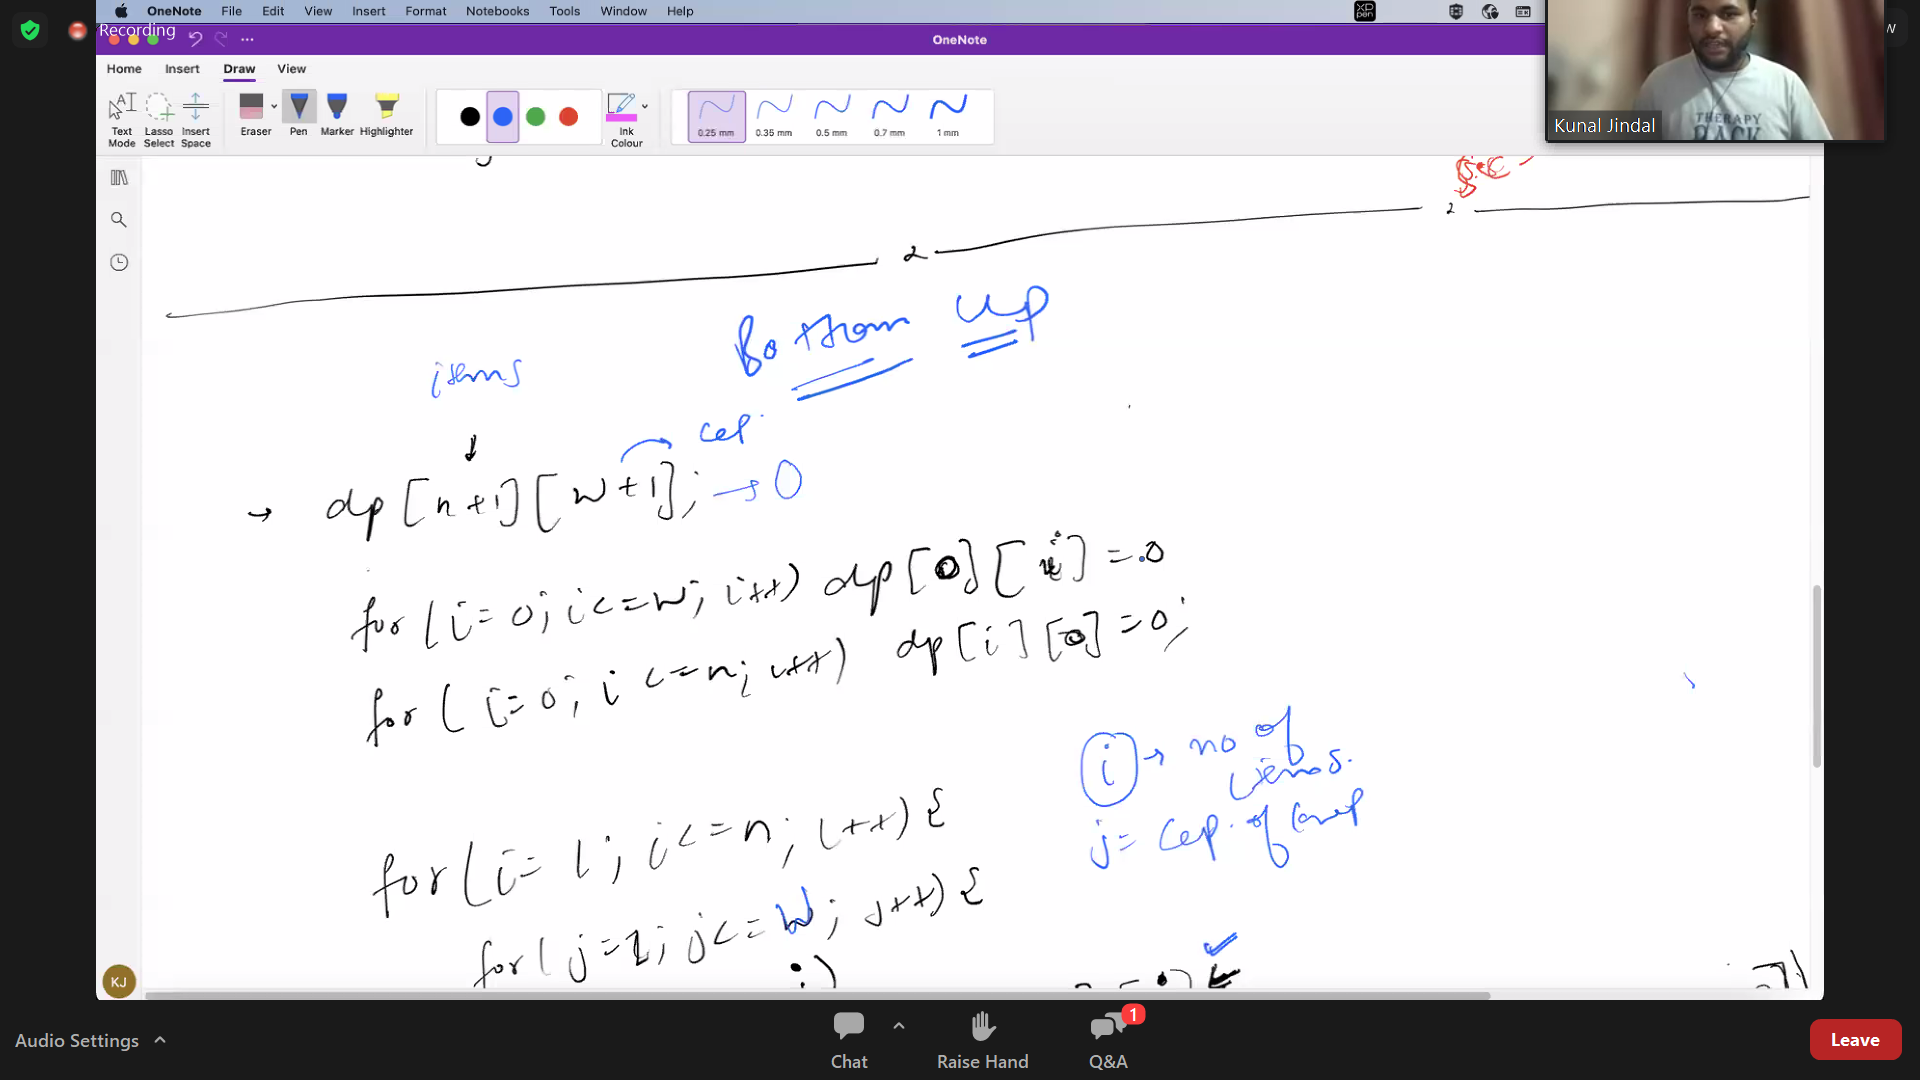 OneNote File Edit View Insert Format Notebooks Tools Window Help
Recording
OneNote
Home Insert Draw View
Text Mode
Lasso Select
Insert Space
Eraser
Pen
Marker
Highlighter
Ink Colour
0.25 mm
0.35 mm
0.5 mm
0.7 mm
1 mm
THERAPY
Kunal Jindal
W
2
2
Bottom Up
items
cap.
→ dp[n+1][w+1]; → 0
for(i=0; i<=w; i++) dp[0][i]=0
for(i=0; i<=n; i++) dp[i][0]=0;
i → no of items.
j = cap. of
for(i=1; i<=n; i++){
for(j=1; j<=w; j++){
KJ
Audio Settings
Chat
Raise Hand
1
Q&A
Leave